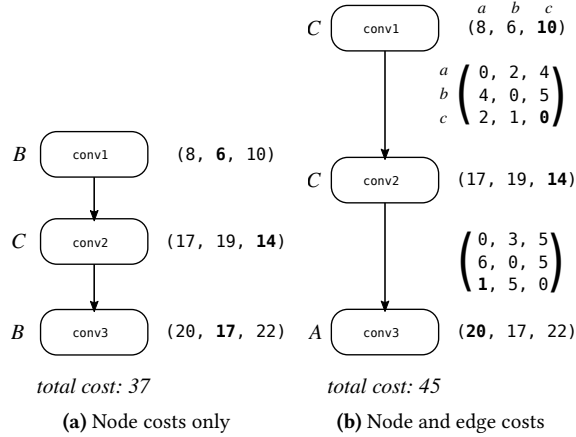 B conv1 (8, 6, 10)
C conv2 (17, 19, 14)
B conv3 (20, 17, 22)
total cost: 37
(a) Node costs only
a b c
C conv1 (8, 6, 10)
a 0, 2, 4
b 4, 0, 5
c 2, 1, 0
C conv2 (17, 19, 14)
0, 3, 5
6, 0, 5
1, 5, 0
A conv3 (20, 17, 22)
total cost: 45
(b) Node and edge costs